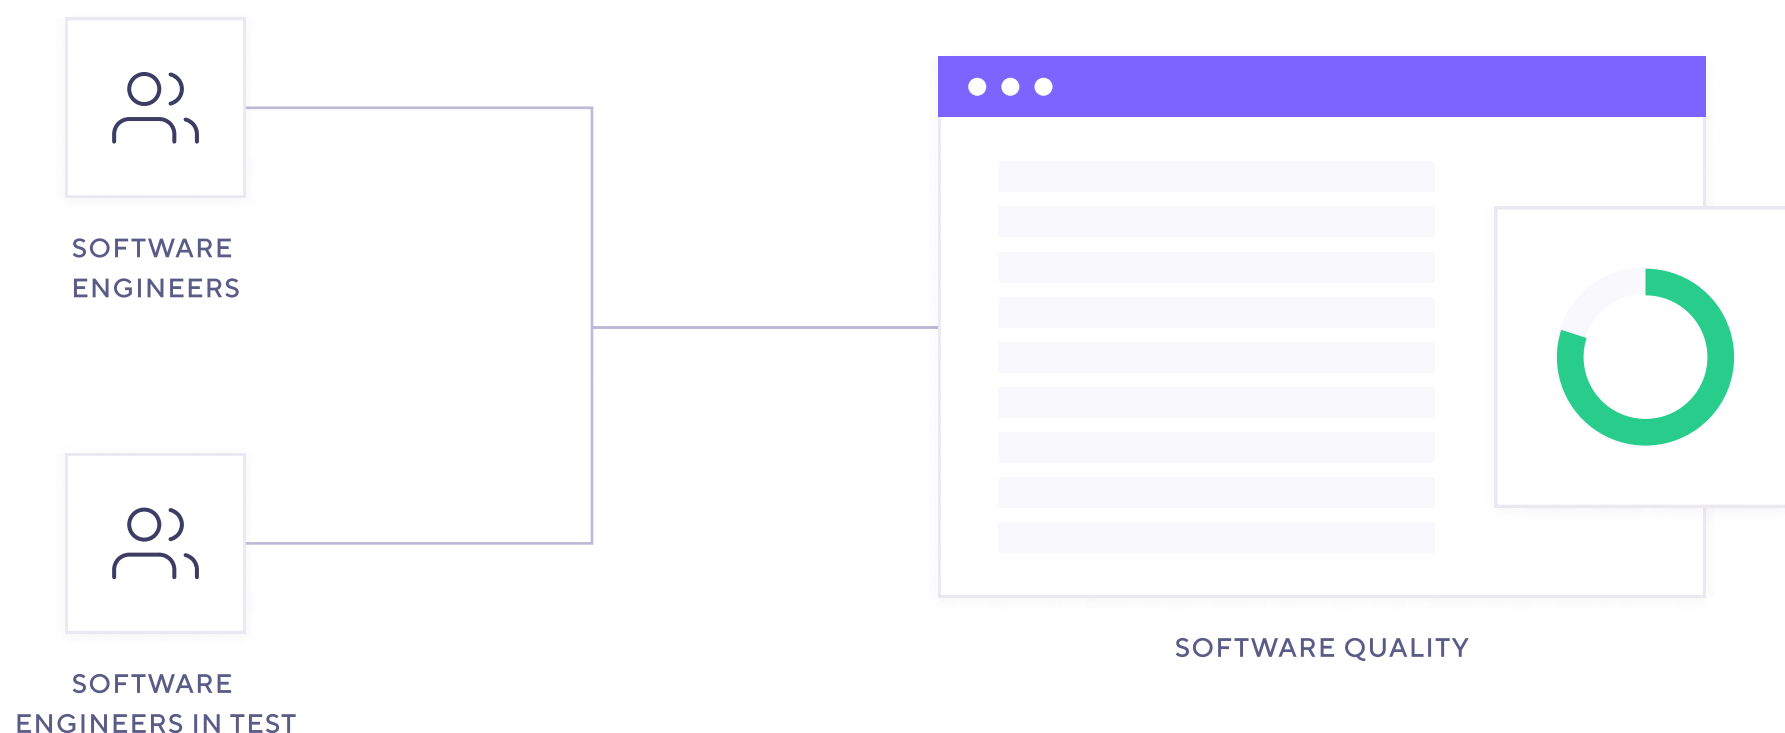 SOFTWARE
ENGINEERS
SOFTWARE
ENGINEERS IN TEST
SOFTWARE QUALITY